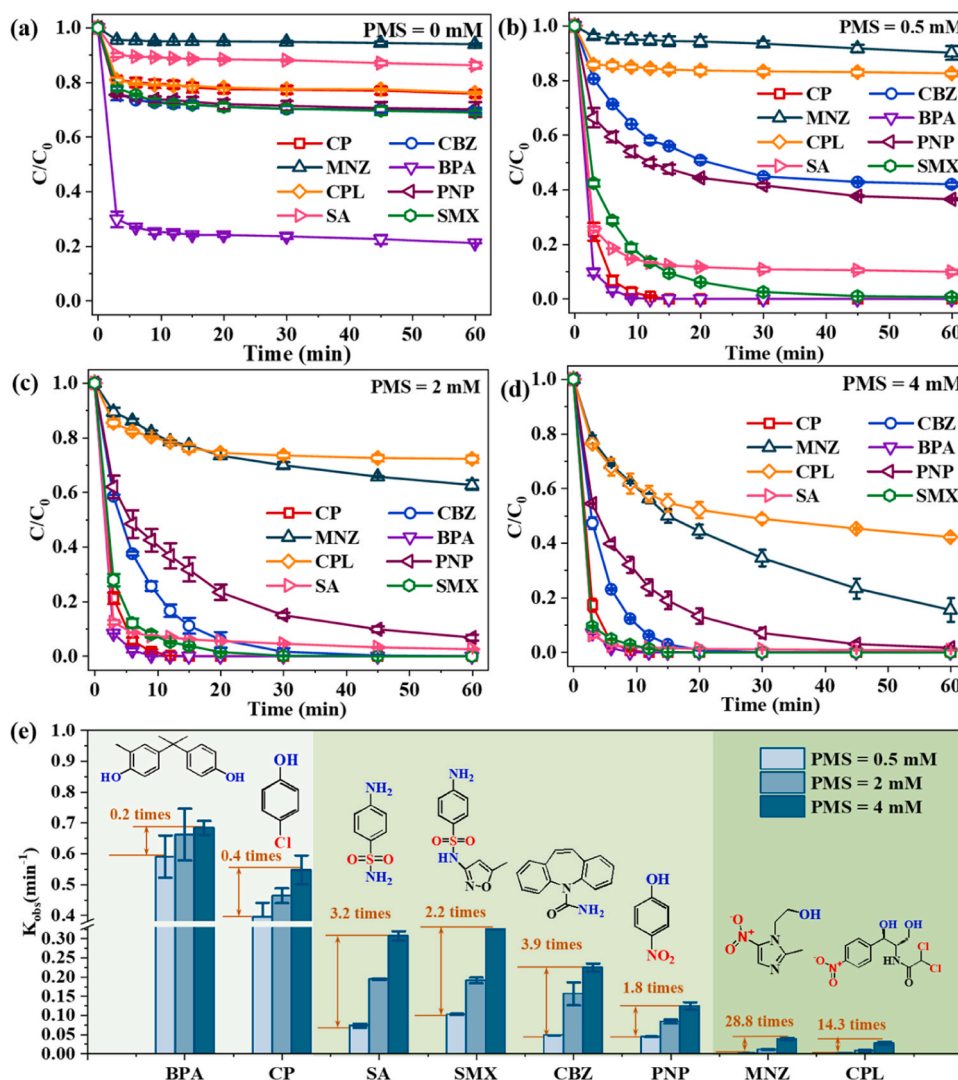 (a)
PMS = 0 mM
1.0
0.8
0.6
0.4
0.2
0.0
C/C0
CP
CBZ
MNZ
BPA
CPL
PNP
SA
SMX
0 10 20 30 40 50 60
Time (min)
(b)
PMS = 0.5 mM
1.0
0.8
0.6
0.4
0.2
0.0
C/C0
CP
CBZ
MNZ
BPA
CPL
PNP
SA
SMX
0 10 20 30 40 50 60
Time (min)
(c)
PMS = 2 mM
1.0
0.8
0.6
0.4
0.2
0.0
C/C0
CP
CBZ
MNZ
BPA
CPL
PNP
SA
SMX
0 10 20 30 40 50 60
Time (min)
(d)
PMS = 4 mM
1.0
0.8
0.6
0.4
0.2
0.0
C/C0
CP
CBZ
MNZ
BPA
CPL
PNP
SA
SMX
0 10 20 30 40 50 60
Time (min)
(e)
1.0
0.9
0.8
0.7
0.6
0.5
0.4
0.30
0.25
0.20
0.15
0.10
0.05
0.00
Kobs(min-1)
PMS = 0.5 mM
PMS = 2 mM
PMS = 4 mM
HO
OH
0.2 times
OH
Cl
0.4 times
NH2
O=S=O
NH2
3.2 times
NH2
O=S=O
HN
N
O
2.2 times
N
O
NH2
3.9 times
OH
NO2
1.8 times
O-
N+
O
N
N
OH
28.8 times
O-
N+
O
OH
OH
HN
O
Cl
Cl
14.3 times
BPA CP SA SMX CBZ PNP MNZ CPL